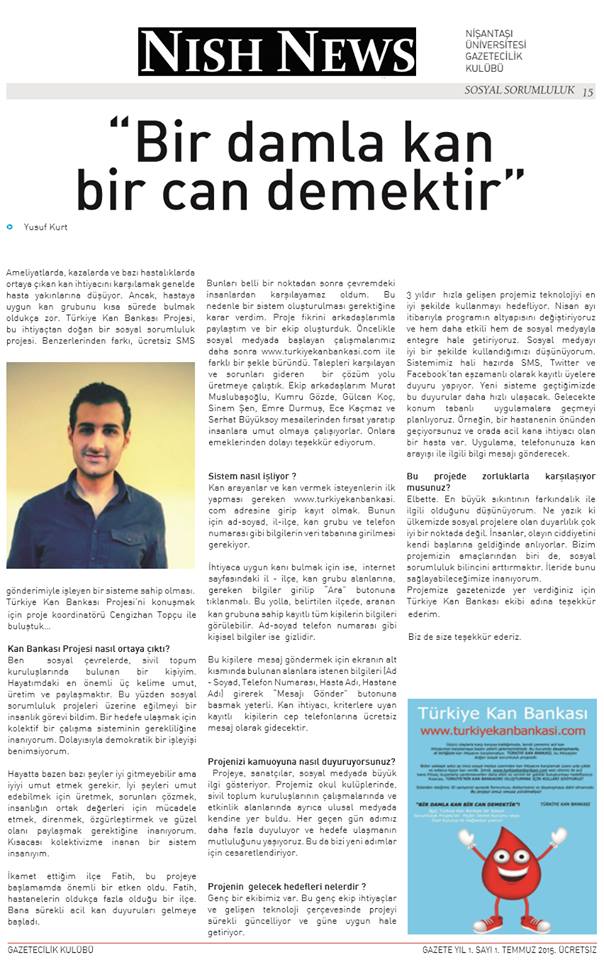 NISH NEWS
NİŞANTAŞI
ÜNİVERSİTESİ
GAZETECİLİK
KULÜBÜ
SOSYAL SORUMLULUK 15
“Bir damla kan
bir can demektir”
Yusuf Kurt
Ameliyatlarda, kazalarda ve bazı hastalıklarda
ortaya çıkan kan ihtiyacını karşılamak genelde
hasta yakınlarına düşüyor. Ancak, hastaya
uygun kan grubunu kısa sürede bulmak
oldukça zor. Türkiye Kan Bankası Projesi,
bu ihtiyaçtan doğan bir sosyal sorumluluk
projesi. Benzerlerinden farkı, ücretsiz SMS
gönderimiyle işleyen bir sisteme sahip olması.
Türkiye Kan Bankası Projesi’ni konuşmak
için proje koordinatörü Cengizhan Topçu ile
buluştuk...
Kan Bankası Projesi nasıl ortaya çıktı?
Ben sosyal çevrelerde, sivil toplum
kuruluşlarında bulunan bir kişiyim.
Hayatımdaki en önemli üç kelime umut,
üretim ve paylaşmaktır. Bu yüzden sosyal
sorumluluk projeleri üzerine eğilmeyi bir
insanlık görevi bildim. Bir hedefe ulaşmak için
kolektif bir çalışma sisteminin gerekliliğine
inanıyorum. Dolayısıyla demokratik bir işleyişi
benimsiyorum.
Hayatta bazen bazı şeyler iyi gitmeyebilir ama
iyiyi umut etmek gerekir. İyi şeyleri umut
edebilmek için üretmek, sorunları çözmek,
insanlığın ortak değerleri için mücadele
etmek, direnmek, özgürleştirmek ve güzel
olanı paylaşmak gerektiğine inanıyorum.
Kısacası kolektivizme inanan bir sistem
insanıyım.
İkamet ettiğim ilçe Fatih, bu projeye
başlamamda önemli bir etken oldu. Fatih,
hastanelerin oldukça fazla olduğu bir ilçe.
Bana sürekli acil kan duyuruları gelmeye
başladı.
Bunları belli bir noktadan sonra çevremdeki
insanlardan karşılayamaz oldum. Bu
nedenle bir sistem oluşturulması gerektiğine
karar verdim. Proje fikrini arkadaşlarımla
paylaştım ve bir ekip oluşturduk. Öncelikle
sosyal medyada başlayan çalışmalarımız
daha sonra www.turkiyekanbankasi.com ile
farklı bir şekle büründü. Talepleri karşılayan
ve sorunları gideren bir çözüm yolu
üretmeye çalıştık. Ekip arkadaşlarım Murat
Muslubaşoğlu, Kumru Gözde, Gülcan Koç,
Sinem Şen, Emre Durmuş, Ece Kaçmaz ve
Serhat Büyüksoy mesailerinden fırsat yaratıp
insanlara umut olmaya çalışıyorlar. Onlara
emeklerinden dolayı teşekkür ediyorum.
Sistem nasıl işliyor ?
Kan arayanlar ve kan vermek isteyenlerin ilk
yapması gereken www.turkiyekanbankasi.
com adresine girip kayıt olmak. Bunun
için ad-soyad, il-ilçe, kan grubu ve telefon
numarası gibi bilgilerin veri tabanına girilmesi
gerekiyor.
İhtiyaca uygun kanı bulmak için ise, internet
sayfasındaki il - ilçe, kan grubu alanlarına,
gereken bilgiler girilip “Ara” butonuna
tıklanmalı. Bu yolla, belirtilen ilçede, aranan
kan grubuna sahip kayıtlı tüm kişilerin bilgileri
görülebilir. Ad-soyad telefon numarası gibi
kişisel bilgiler ise gizlidir.
Bu kişilere mesaj göndermek için ekranın alt
kısmında bulunan alanlara istenen bilgileri (Ad
- Soyad, Telefon Numarası, Hasta Adı, Hastane
Adı) girerek “Mesajı Gönder” butonuna
basmak yeterli. Kan ihtiyacı, kriterlere uyan
kayıtlı kişilerin cep telefonlarına ücretsiz
mesaj olarak gidecektir.
Projenizi kamuoyuna nasıl duyuruyorsunuz?
Projeye, sanatçılar, sosyal medyada büyük
ilgi gösteriyor. Projemiz okul kulüplerinde,
sivil toplum kuruluşlarının çalışmalarında ve
etkinlik alanlarında ayrıca ulusal medyada
kendine yer buldu. Her geçen gün adımız
daha fazla duyuluyor ve hedefe ulaşmanın
mutluluğunu yaşıyoruz. Bu da bizi yeni adımlar
için cesaretlendiriyor.
Projenin gelecek hedefleri nelerdir ?
Genç bir ekibimiz var. Bu genç ekip ihtiyaçlar
ve gelişen teknoloji çerçevesinde projeyi
sürekli güncelliyor ve güne uygun hale
getiriyor.
3 yıldır hızla gelişen projemiz teknolojiyi en
iyi şekilde kullanmayı hedefliyor. Nisan ayı
itibarıyla programın altyapısını değiştiriyoruz
ve hem daha etkili hem de sosyal medyayla
entegre hale getiriyoruz. Sosyal medyayı
iyi bir şekilde kullandığımızı düşünüyorum.
Sistemimiz hali hazırda SMS, Twitter ve
Facebook’tan eşzamanlı olarak kayıtlı üyelere
duyuru yapıyor. Yeni sisteme geçtiğimizde
bu duyurular daha hızlı ulaşacak. Gelecekte
konum tabanlı uygulamalara geçmeyi
planlıyoruz. Örneğin, bir hastanenin önünden
geçiyorsunuz ve orada acil kana ihtiyacı olan
bir hasta var. Uygulama, telefonunuza kan
arayışı ile ilgili bilgi mesajı gönderecek.
Bu projede zorluklarla karşılaşıyor
musunuz?
Elbette. En büyük sıkıntının farkındalık ile
ilgili olduğunu düşünüyorum. Ne yazık ki
ülkemizde sosyal projelere olan duyarlılık çok
iyi bir noktada değil. İnsanlar, olayın ciddiyetini
kendi başlarına geldiğinde anlıyorlar. Bizim
projemizin amaçlarından biri de, sosyal
sorumluluk bilincini arttırmaktır. İleride bunu
sağlayabileceğimize inanıyorum.
Projemize gazetenizde yer verdiğiniz için
Türkiye Kan Bankası ekibi adına teşekkür
ederim.
Biz de size teşekkür ederiz.
Türkiye Kan Bankası
www.turkiyekanbankasi.com
"BİR DAMLA KAN BİR CAN DEMEKTİR"! TÜRKİYE KAN BANKASI
GAZETECİLİK KULÜBÜ
GAZETE YIL 1. SAYI 1. TEMMUZ 2015. ÜCRETSİZ